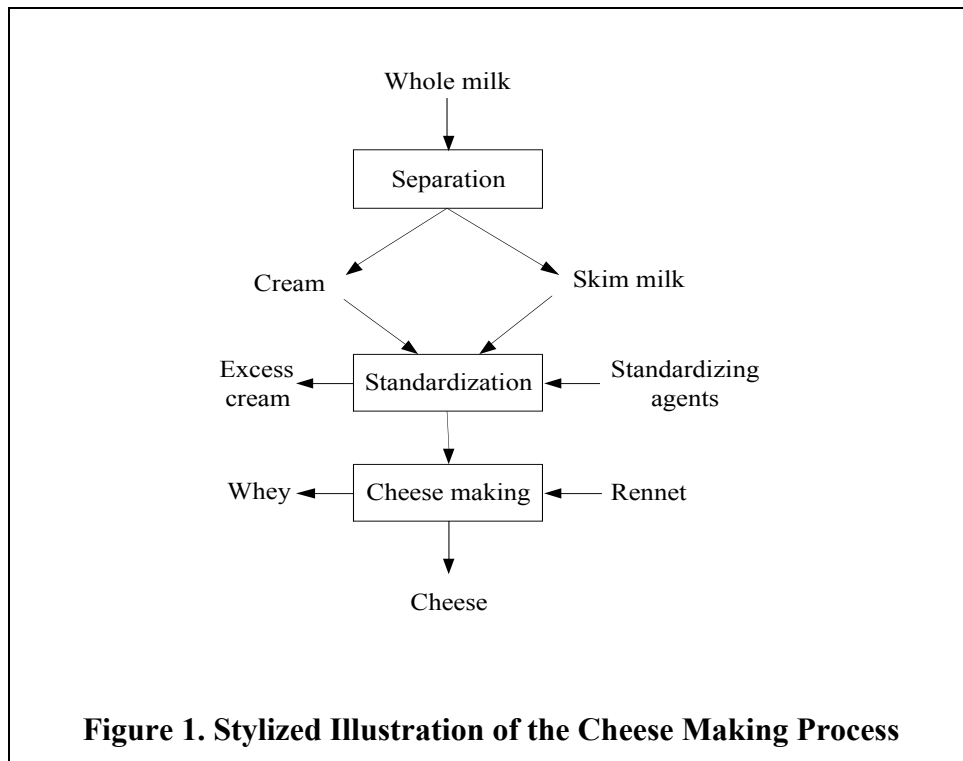 Whole milk
Separation
Cream
Skim milk
Excess
cream
Standardization
Standardizing
agents
Whey
Cheese making
Rennet
Cheese
Figure 1. Stylized Illustration of the Cheese Making Process